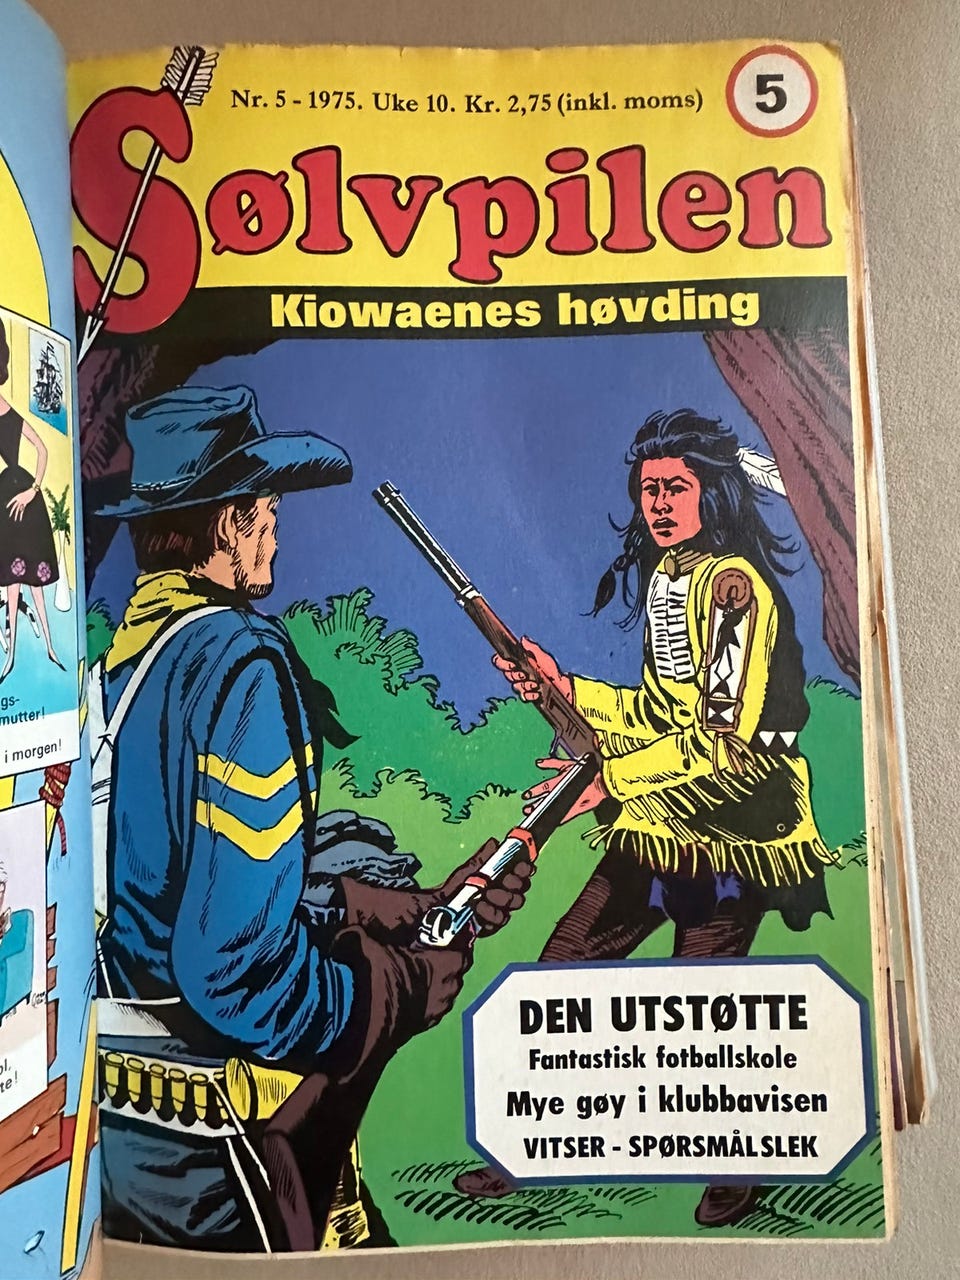 Nr. 5 - 1975. Uke 10. Kr. 2,75 (inkl. moms)
5
Sølvpilen
Kiowaenes høvding
mutter!
i morgen!
DEN UTSTØTTE
Fantastisk fotballskole
Mye gøy i klubbavisen
VITSER - SPØRSMÅLSLEK